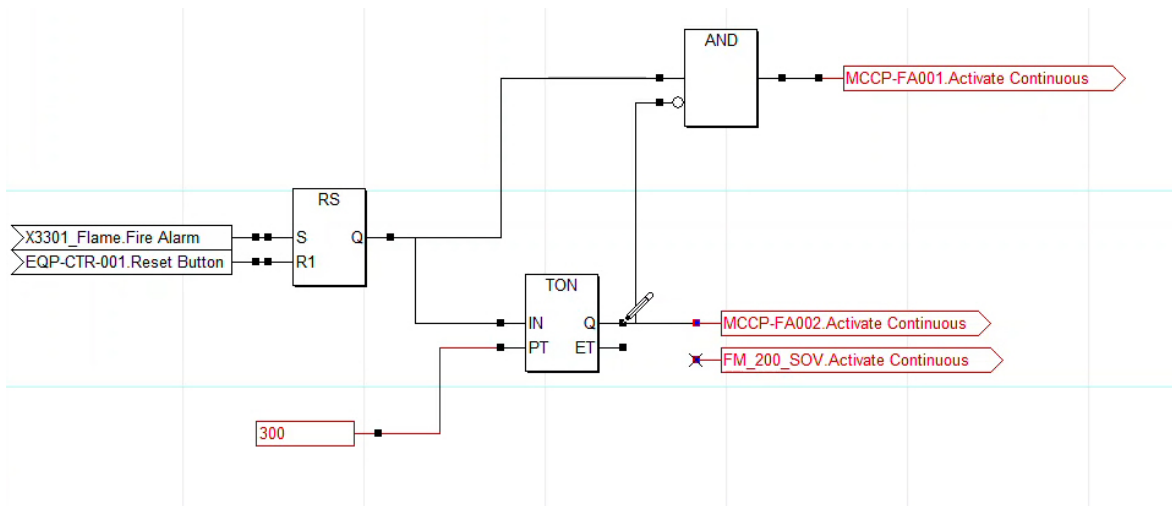 AND
MCCP-FA001.Activate Continuous
RS
X3301_Flame.Fire Alarm
S
Q
EQP-CTR-001.Reset Button
R1
TON
IN
Q
MCCP-FA002.Activate Continuous
PT
ET
FM_200_SOV.Activate Continuous
300